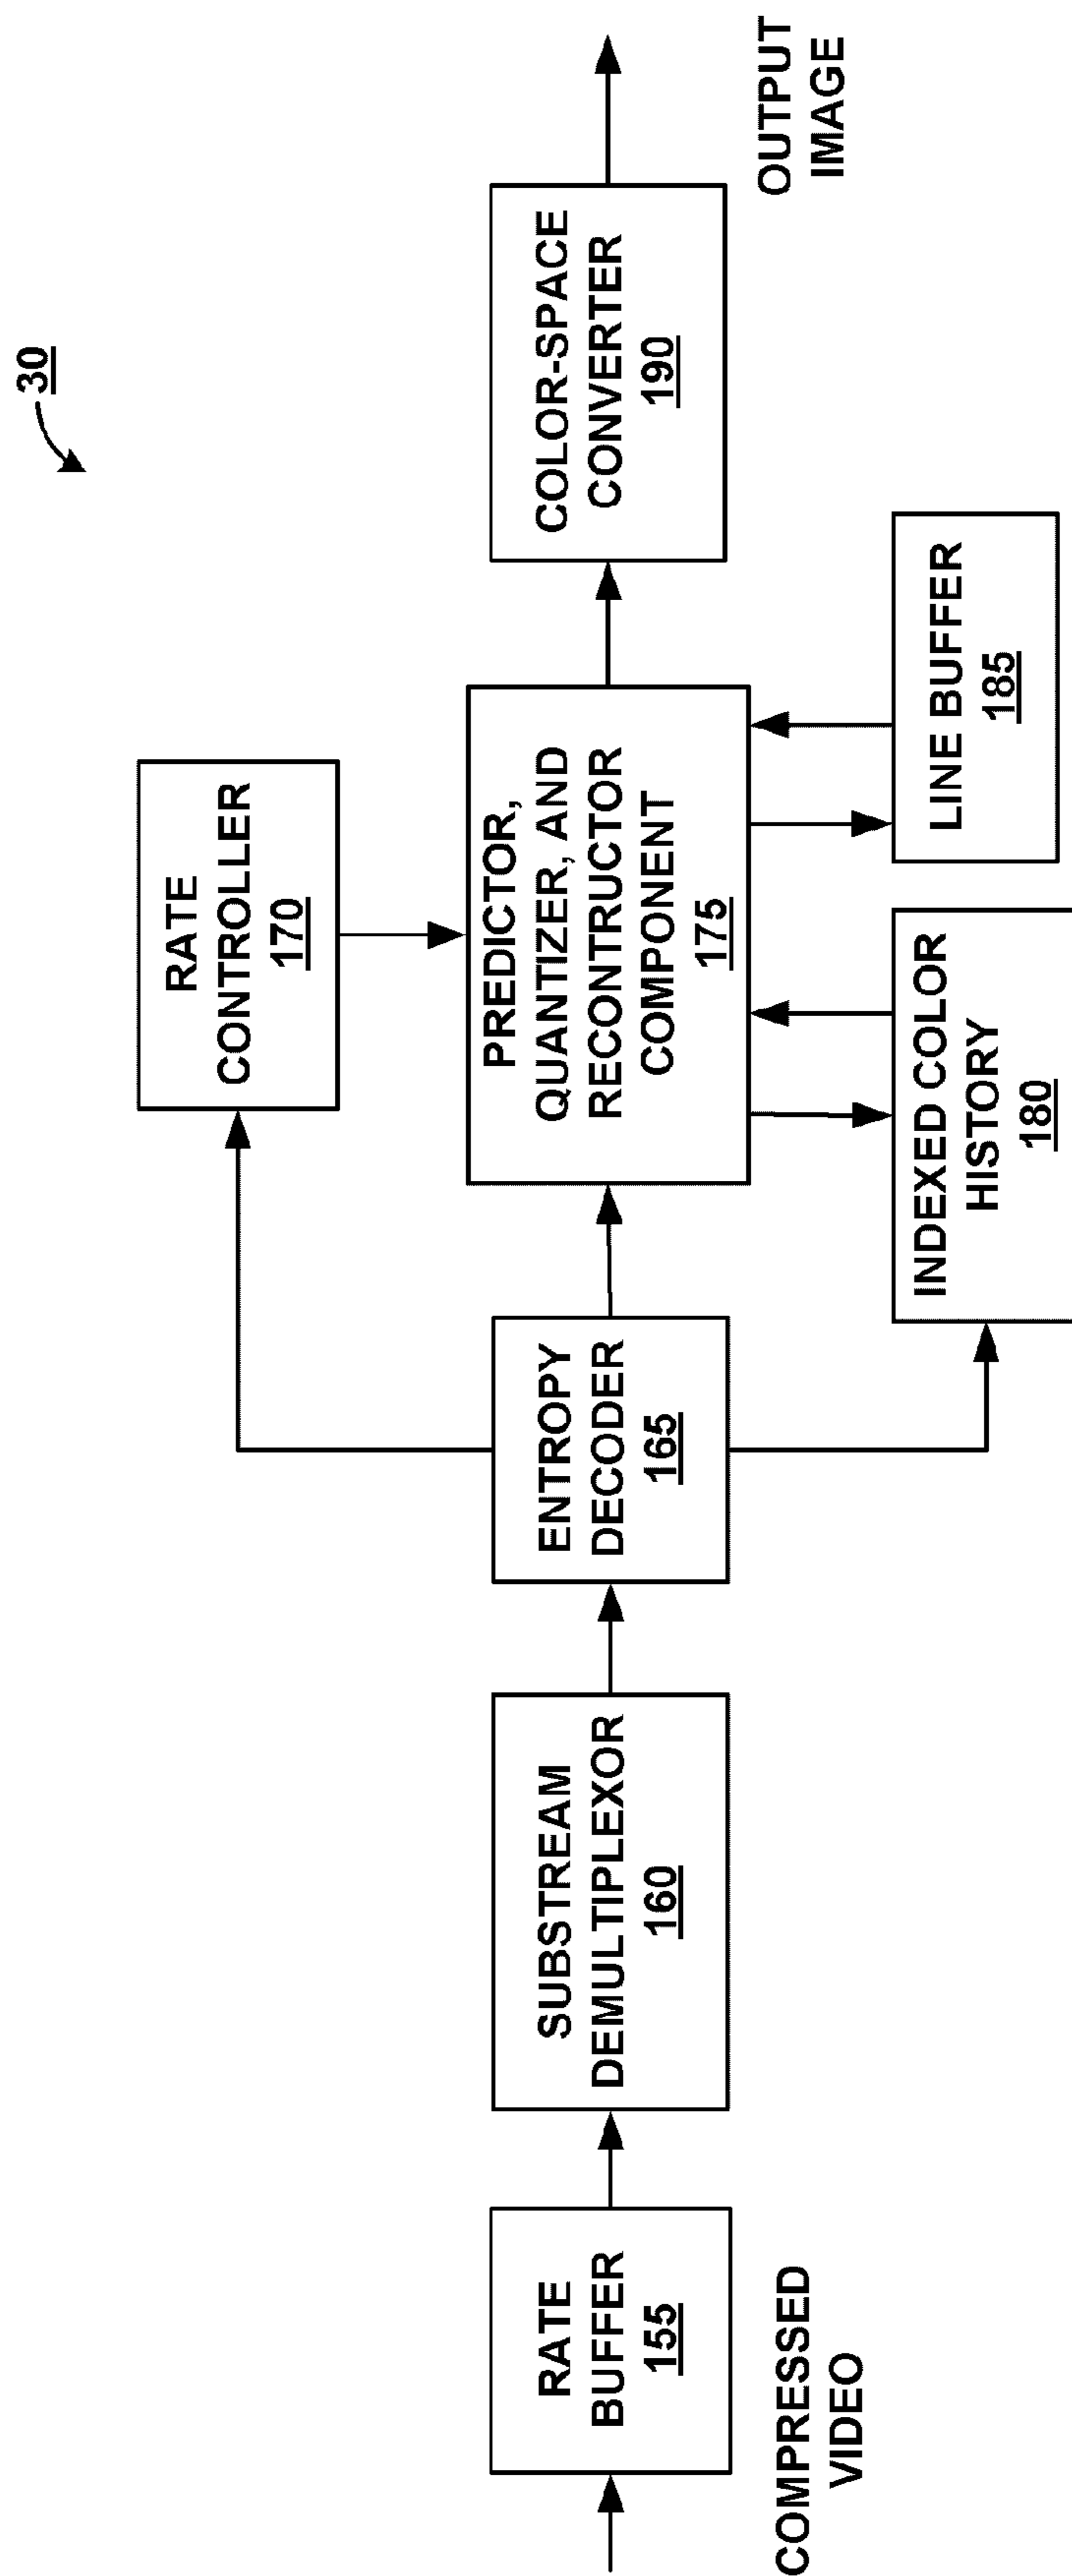 30
RATE
CONTROLLER
170
COMPRESSED
VIDEO
RATE
BUFFER
155
SUBSTREAM
DEMULTIPLEXOR
160
ENTROPY
DECODER
165
PREDICTOR,
QUANTIZER, AND
RECONTRUCTOR
COMPONENT
175
COLOR-SPACE
CONVERTER
190
OUTPUT
IMAGE
INDEXED COLOR
HISTORY
180
LINE BUFFER
185